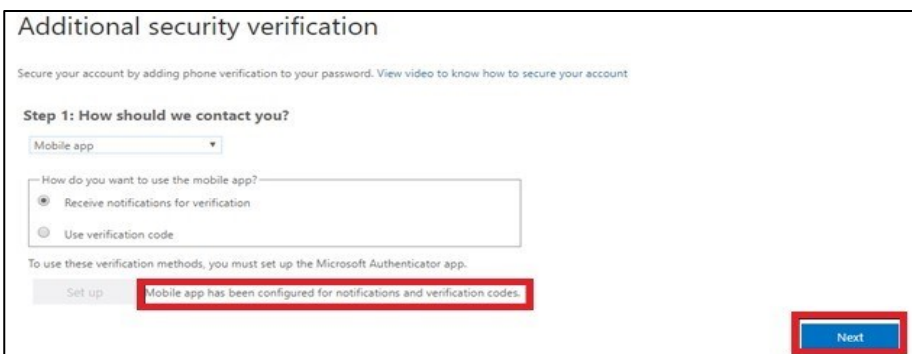 Additional security verification
Secure your account by adding phone verification to your password. View video to know how to secure your account
Step 1: How should we contact you?
Mobile app
How do you want to use the mobile app?
Receive notifications for verification
Use verification code
To use these verification methods, you must set up the Microsoft Authenticator app.
Set up Mobile app has been configured for notifications and verification codes.
Next